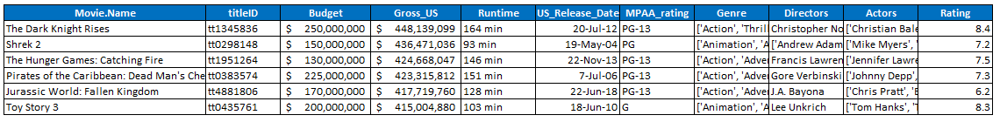 Movie.Name titleID Budget Gross_US Runtime US_Release_Date MPAA_rating Genre Directors Actors Rating
The Dark Knight Rises tt1345836 $ 250,000,000 $ 448,139,099 164 min 20-Jul-12 PG-13 ['Action', 'Thril Christopher No ['Christian Bale 8.4
Shrek 2 tt0298148 $ 150,000,000 $ 436,471,036 93 min 19-May-04 PG ['Animation', 'A ['Andrew Adam ['Mike Myers', ' 7.2
The Hunger Games: Catching Fire tt1951264 $ 130,000,000 $ 424,668,047 146 min 22-Nov-13 PG-13 ['Action', 'Adve Francis Lawren ['Jennifer Lawre 7.5
Pirates of the Caribbean: Dead Man's Che tt0383574 $ 225,000,000 $ 423,315,812 151 min 7-Jul-06 PG-13 ['Action', 'Adve Gore Verbinski ['Johnny Depp', 7.3
Jurassic World: Fallen Kingdom tt4881806 $ 170,000,000 $ 417,719,760 128 min 22-Jun-18 PG-13 ['Action', 'Adve J.A. Bayona ['Chris Pratt', 'B 6.2
Toy Story 3 tt0435761 $ 200,000,000 $ 415,004,880 103 min 18-Jun-10 G ['Animation', 'A Lee Unkrich ['Tom Hanks', 'T 8.3